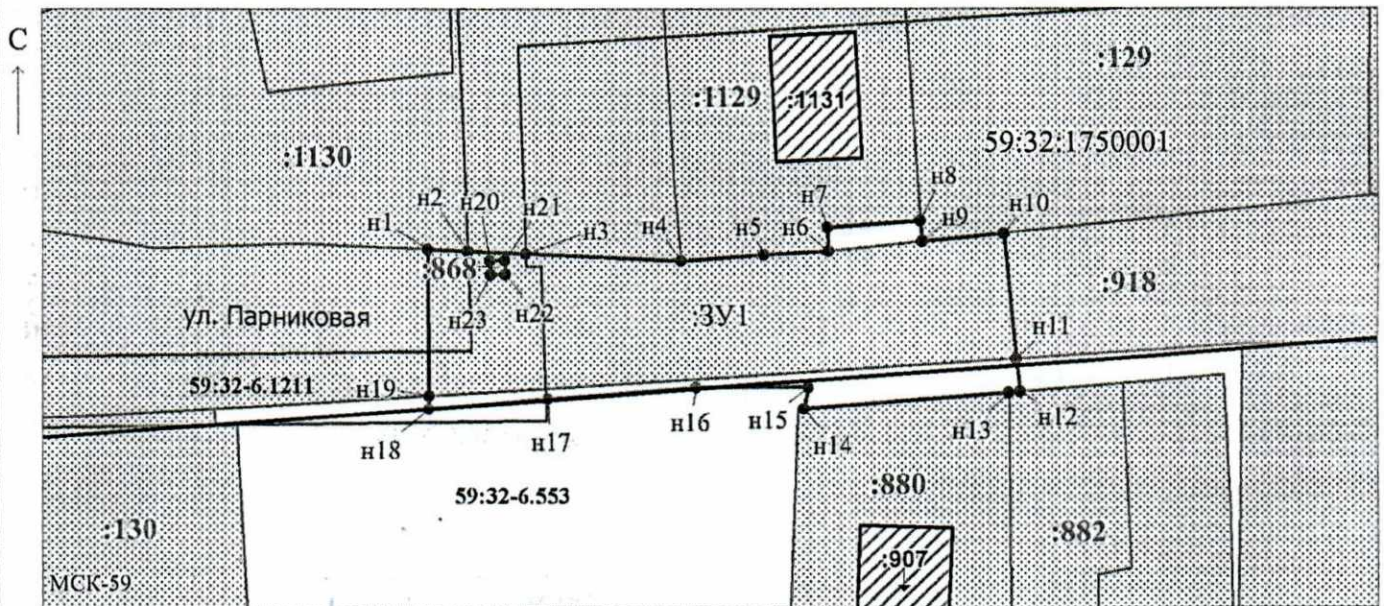 С
:129
:1129
:1131
59:32:1750001
:1130
н8
н7
н2
н20
н21
н9
н10
н1
н3
н4
н5
н6
:868
:918
ул. Парниковая
н23
н22
:ЗУ1
н11
59:32-6.1211
н19
н16
н15
н13
н12
н18
н17
н14
59:32-6.553
:880
:130
:882
:907
МСК-59